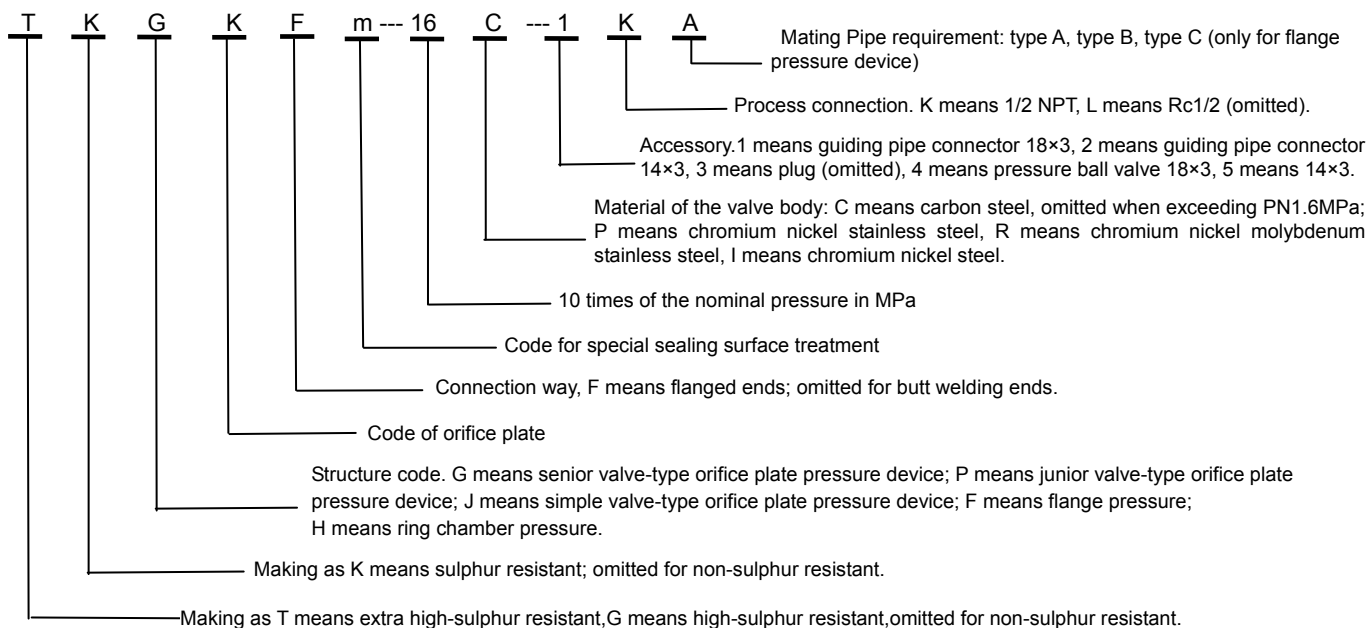 T K G K F m --- 16 C --- 1 K A
Mating Pipe requirement: type A, type B, type C (only for flange
pressure device)
Process connection. K means 1/2 NPT, L means Rc1/2 (omitted).
Accessory.1 means guiding pipe connector 18×3, 2 means guiding pipe connector
14×3, 3 means plug (omitted), 4 means pressure ball valve 18×3, 5 means 14×3.
Material of the valve body: C means carbon steel, omitted when exceeding PN1.6MPa;
P means chromium nickel stainless steel, R means chromium nickel molybdenum
stainless steel, I means chromium nickel steel.
10 times of the nominal pressure in MPa
Code for special sealing surface treatment
Connection way, F means flanged ends; omitted for butt welding ends.
Code of orifice plate
Structure code. G means senior valve-type orifice plate pressure device; P means junior valve-type orifice plate
pressure device; J means simple valve-type orifice plate pressure device; F means flange pressure;
H means ring chamber pressure.
Making as K means sulphur resistant; omitted for non-sulphur resistant.
Making as T means extra high-sulphur resistant,G means high-sulphur resistant,omitted for non-sulphur resistant.